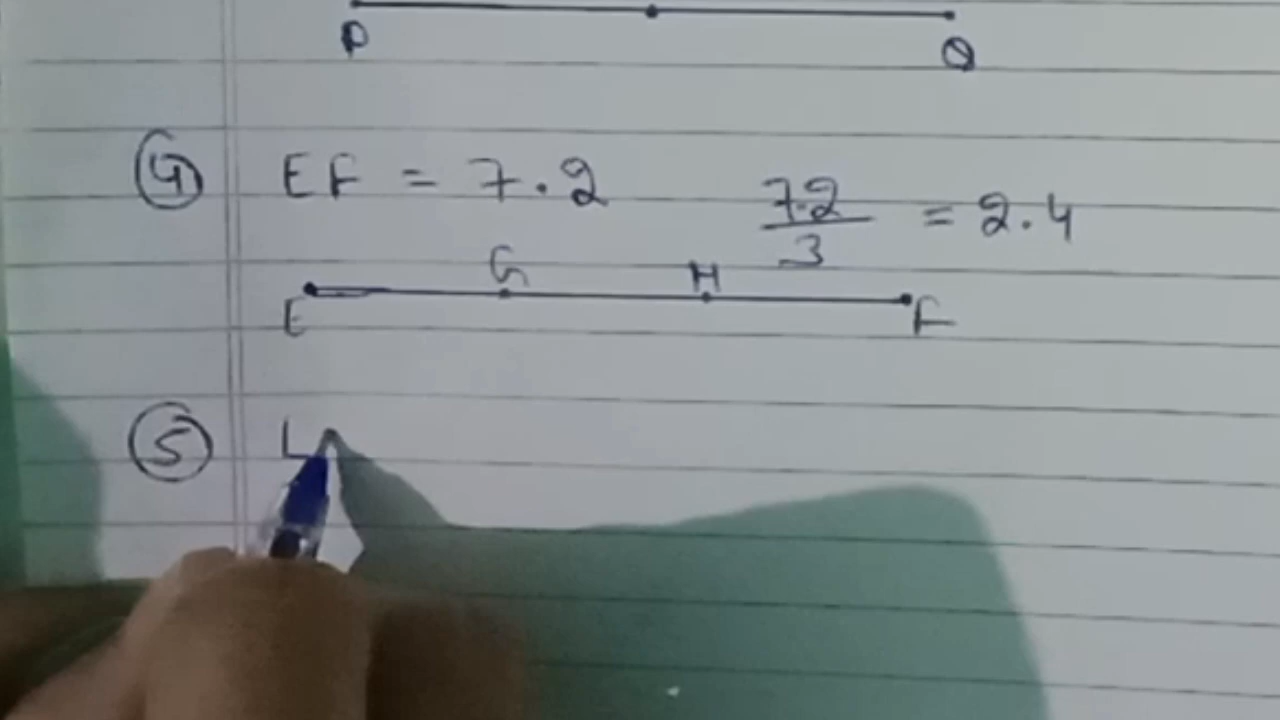 P Q
④ EF = 7.2 7.2/3 = 2.4
G H
E F
⑤ L